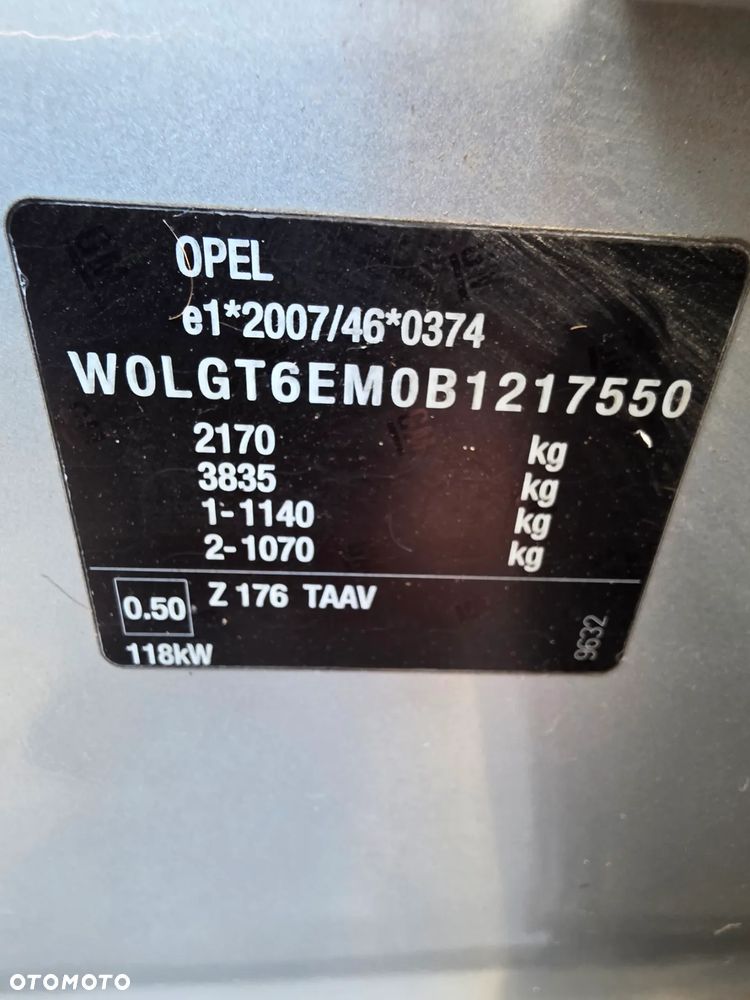 OPEL
e1*2007/46*0374
W0LGT6EM0B1217550
2170 kg
3835 kg
1-1140 kg
2-1070 kg
0.50 Z 176 TAAV
118kW
9632
OTOMOTO